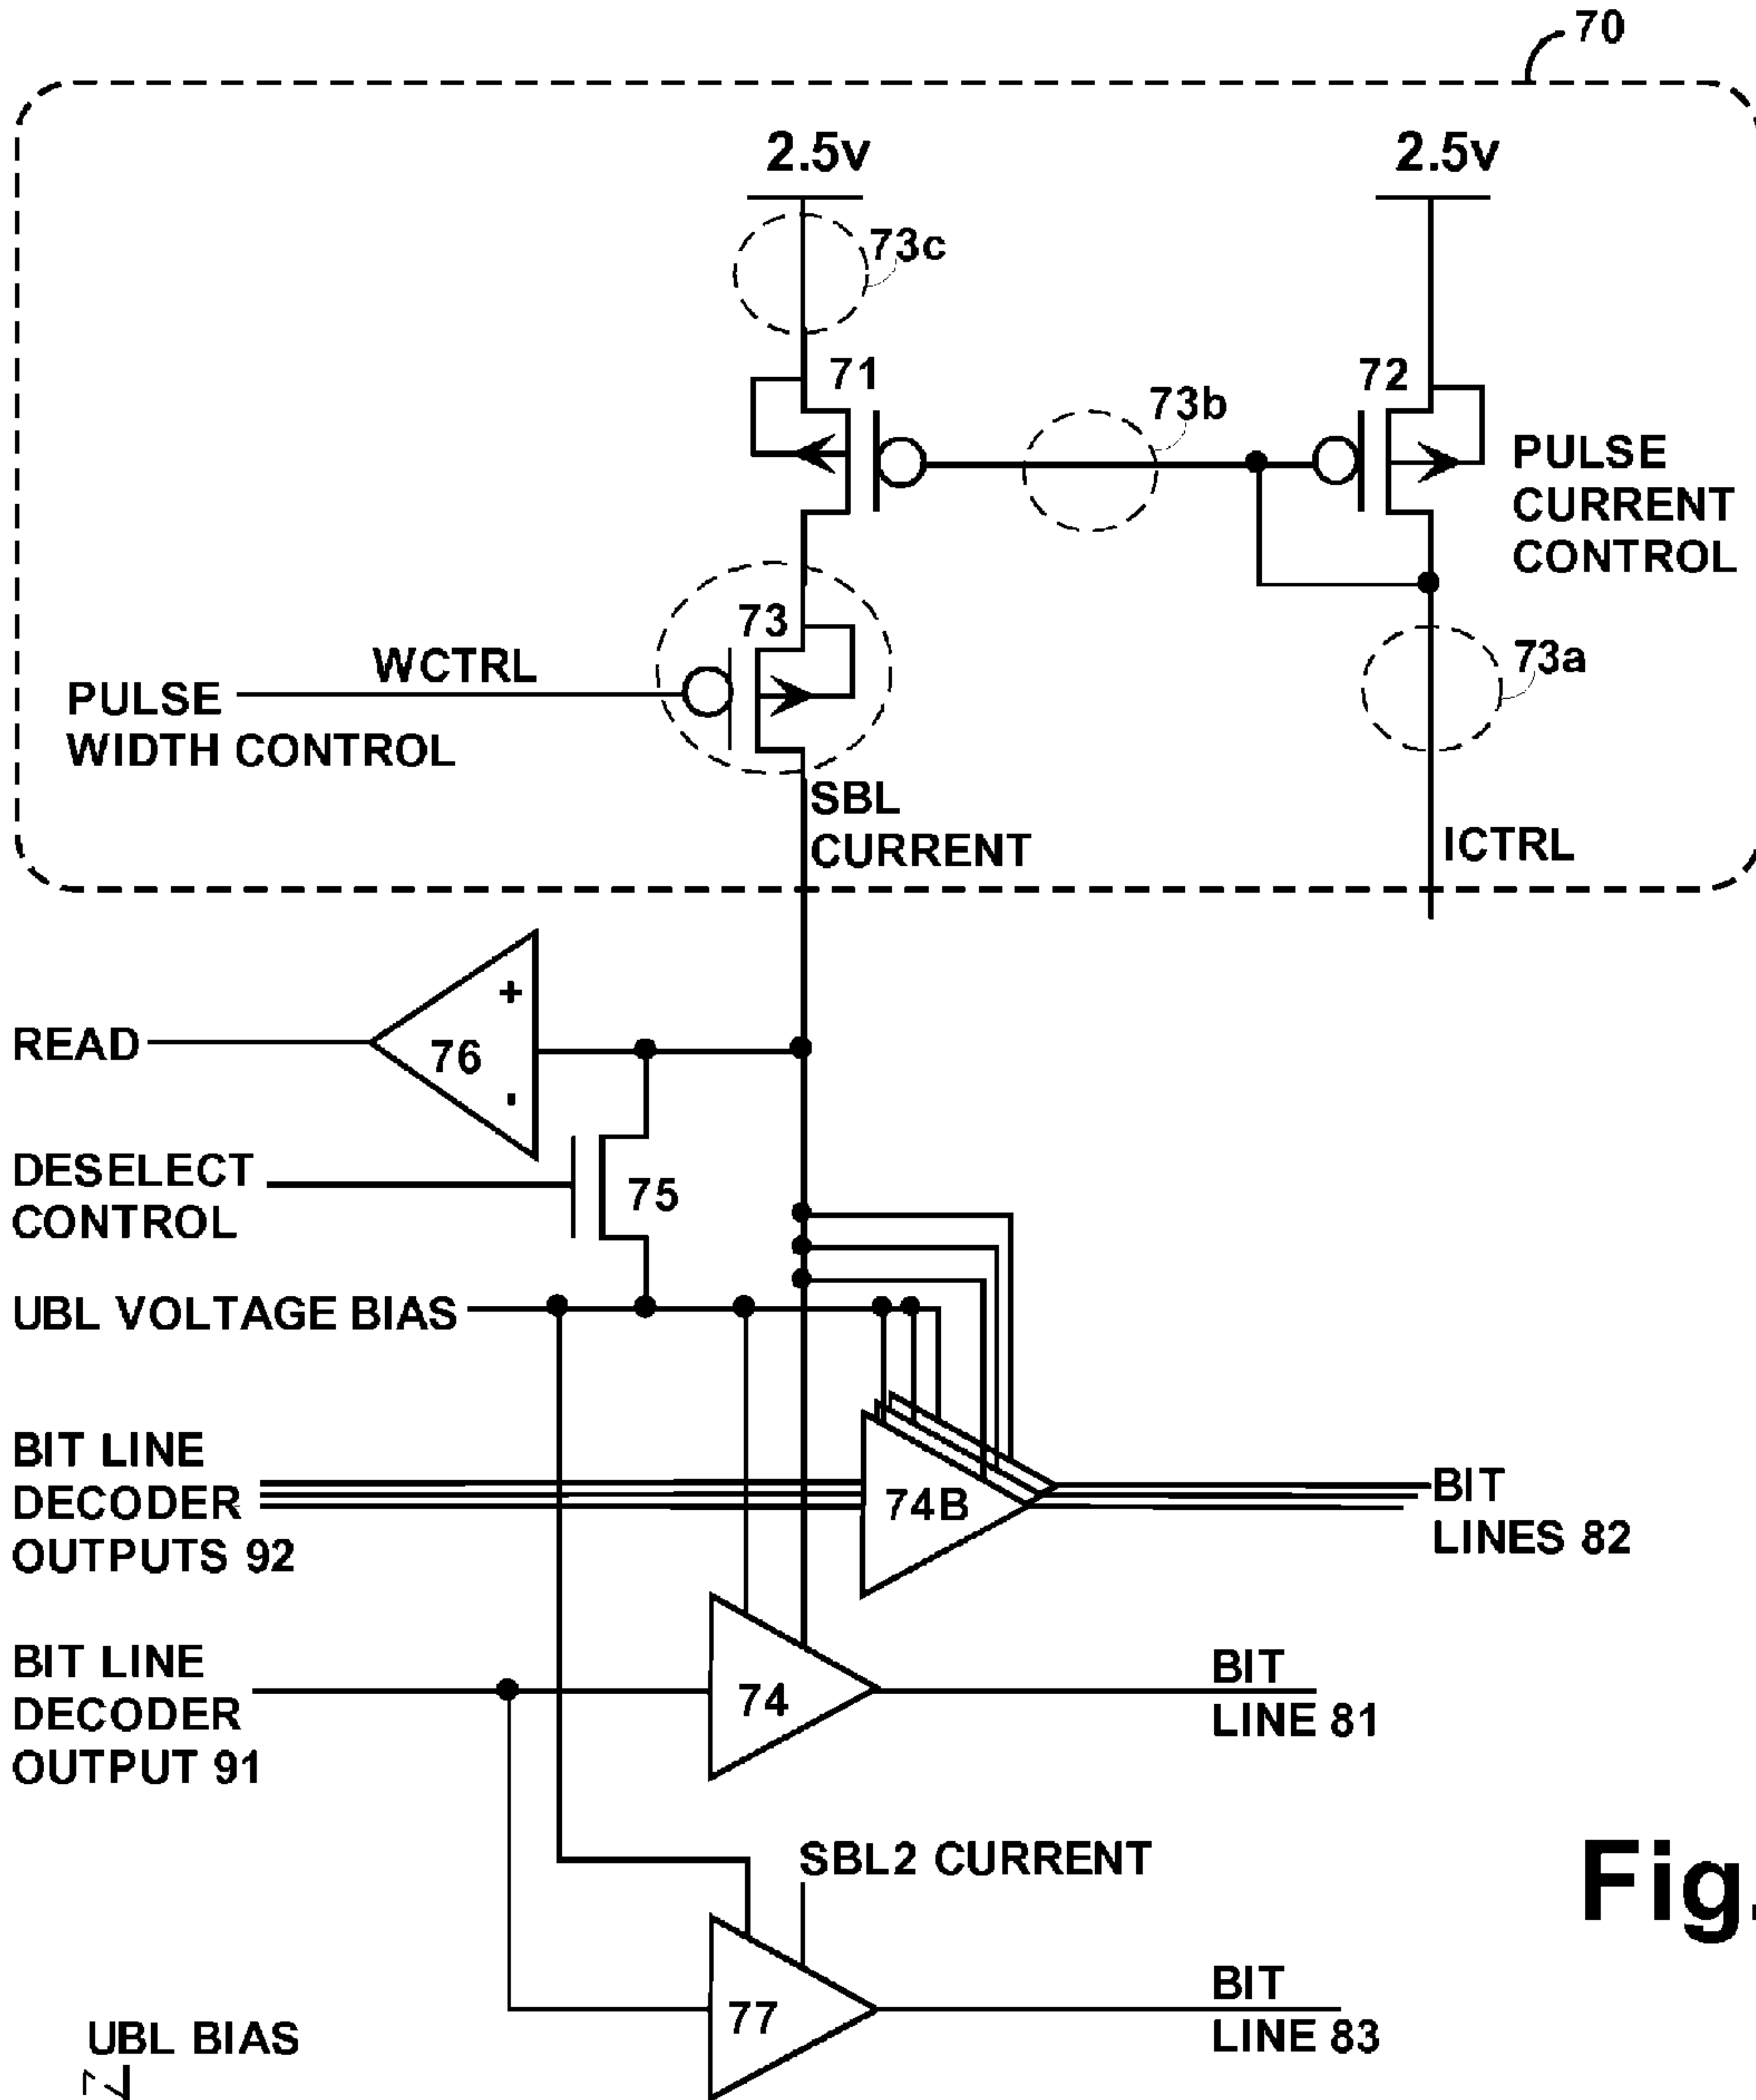 70
2.5v
2.5v
73c
71
72
73b
PULSE
CURRENT
CONTROL
73
WCTRL
PULSE
WIDTH CONTROL
73a
SBL
CURRENT
ICTRL
+
READ
76
-
DESELECT
CONTROL
75
UBL VOLTAGE BIAS
BIT LINE
DECODER
OUTPUTS 92
74B
BIT
LINES 82
BIT LINE
DECODER
OUTPUT 91
74
BIT
LINE 81
SBL2 CURRENT
Fig.
77
BIT
LINE 83
UBL BIAS